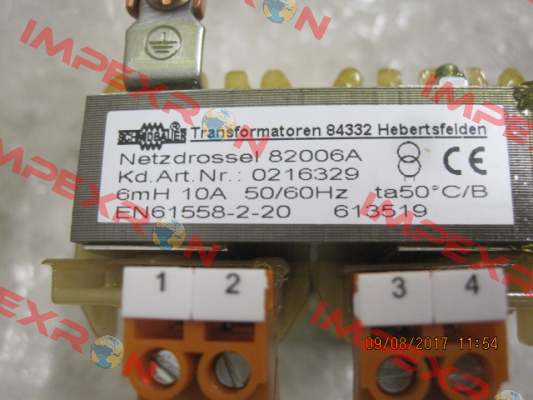 Transformatoren 84332 Hebertsfelden
Netzdrossel 82006A
Kd.Art.Nr.: 0216329
6mH 10A 50/60Hz ta50°C/B
EN61558-2-20 613519
CE
1 2 3 4
09/08/2017 11:54
IMPEXRON
IMPEXRON
IMPEXRON
IMPEXRON
IMPEXRON